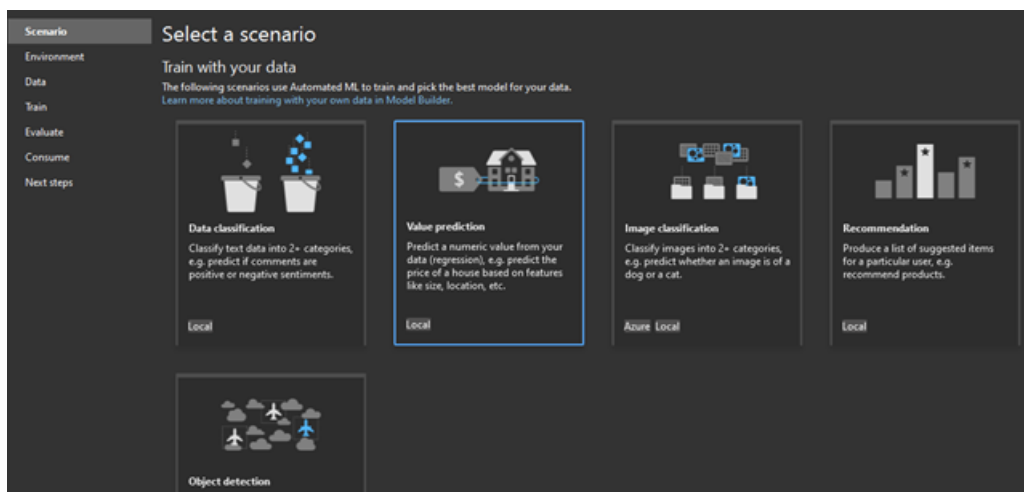 Scenario
Environment
Data
Train
Evaluate
Consume
Next steps
Select a scenario
Train with your data
The following scenarios use Automated ML to train and pick the best model for your data.
Learn more about training with your own data in Model Builder.
Data classification
Classify text data into 2+ categories,
e.g. predict if comments are
positive or negative sentiments.
Local
$
Value prediction
Predict a numeric value from your
data (regression), e.g. predict the
price of a house based on features
like size, location, etc.
Local
Image classification
Classify images into 2+ categories,
e.g. predict whether an image is of a
dog or a cat.
Azure Local
Recommendation
Produce a list of suggested items
for a particular user, e.g.
recommend products.
Local
Object detection